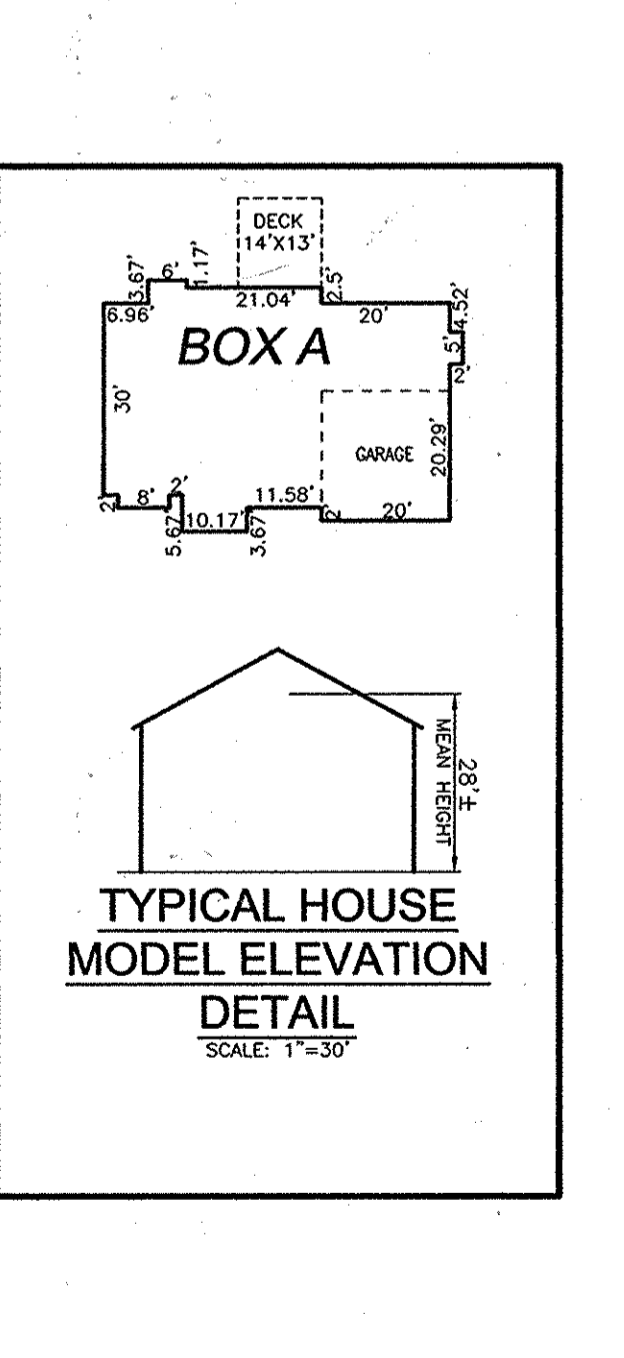 DECK
14'X13'
3.67'
6'
1.17'
21.04'
2.5'
20'
4.52'
6.96'
BOX A
5'
2'
30'
GARAGE
20.29'
2'
8'
2'
5.67'
10.17'
3.67'
11.58'
2'
20'
28'±
MEAN HEIGHT
TYPICAL HOUSE
MODEL ELEVATION
DETAIL
SCALE: 1"=30'